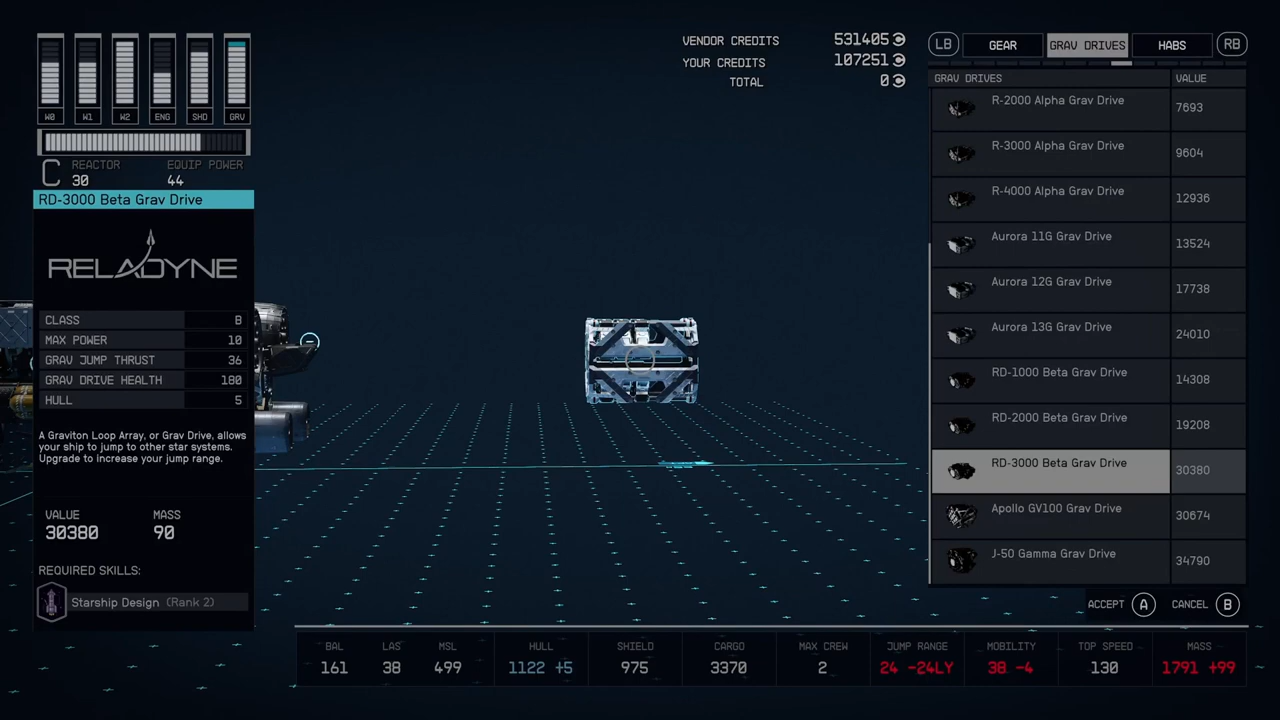 VENDOR CREDITS 531405
YOUR CREDITS 107251
TOTAL 0
LB GEAR GRAV DRIVES HABS RB
W0 W1 W2 ENG SHD GRV
C REACTOR 30 EQUIP POWER 44
RD-3000 Beta Grav Drive
RELADYNE
CLASS B
MAX POWER 10
GRAV JUMP THRUST 36
GRAV DRIVE HEALTH 180
HULL 5
A Graviton Loop Array, or Grav Drive, allows
your ship to jump to other star systems.
Upgrade to increase your jump range.
VALUE MASS
30380 90
REQUIRED SKILLS:
Starship Design (Rank 2)
GRAV DRIVES VALUE
R-2000 Alpha Grav Drive 7693
R-3000 Alpha Grav Drive 9604
R-4000 Alpha Grav Drive 12936
Aurora 11G Grav Drive 13524
Aurora 12G Grav Drive 17738
Aurora 13G Grav Drive 24010
RD-1000 Beta Grav Drive 14308
RD-2000 Beta Grav Drive 19208
RD-3000 Beta Grav Drive 30380
Apollo GV100 Grav Drive 30674
J-50 Gamma Grav Drive 34790
ACCEPT A CANCEL B
BAL LAS MSL HULL SHIELD CARGO MAX CREW JUMP RANGE MOBILITY TOP SPEED MASS
161 38 499 1122 +5 975 3370 2 24 -24LY 38 -4 130 1791 +99